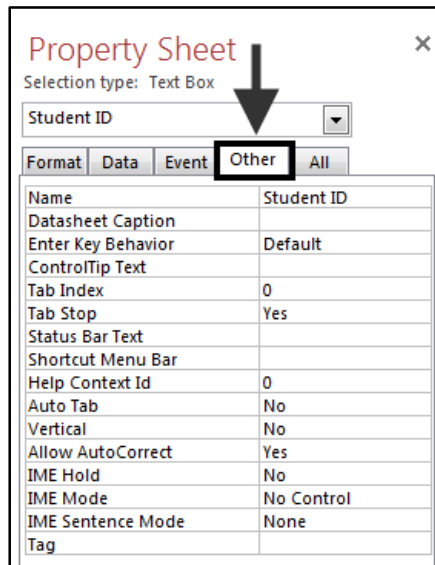 Property Sheet
Selection type: Text Box
Student ID
Format Data Event Other All
Name Student ID
Datasheet Caption
Enter Key Behavior Default
ControlTip Text
Tab Index 0
Tab Stop Yes
Status Bar Text
Shortcut Menu Bar
Help Context Id 0
Auto Tab No
Vertical No
Allow AutoCorrect Yes
IME Hold No
IME Mode No Control
IME Sentence Mode None
Tag